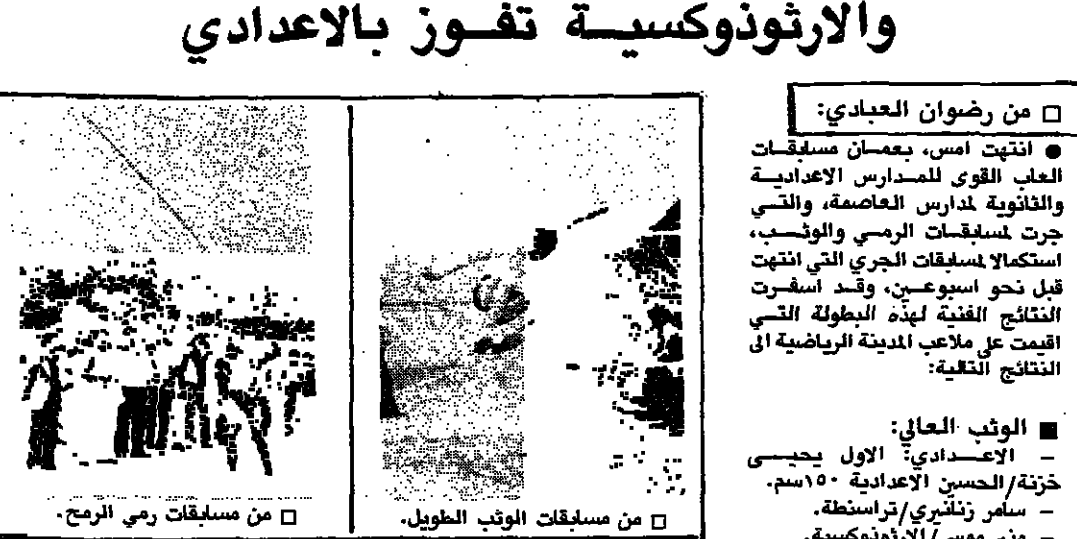 والارثوذوكسية تفوز بالاعدادي
□ من رضوان العبادي:
● انتهت امس، بعمان مسابقات
العاب القوى للمدارس الاعدادية
والثانوية لمدارس العاصمة، والتي
جرت لمسابقات الرمي والوثب،
استكمالا لمسابقات الجري التي انتهت
قبل نحو اسبوعين، وقد اسفرت
النتائج الفنية لهذه البطولة التي
اقيمت على ملاعب المدينة الرياضية الى
النتائج التالية:
■ الوثب العالي:
– الاعدادي: الاول يحيى
خزنة/الحسين الاعدادية ١٥٠سم.
– سامر زنانيري/تراسنطة.
□ من مسابقات الوثب الطويل.
□ من مسابقات رمي الرمح.